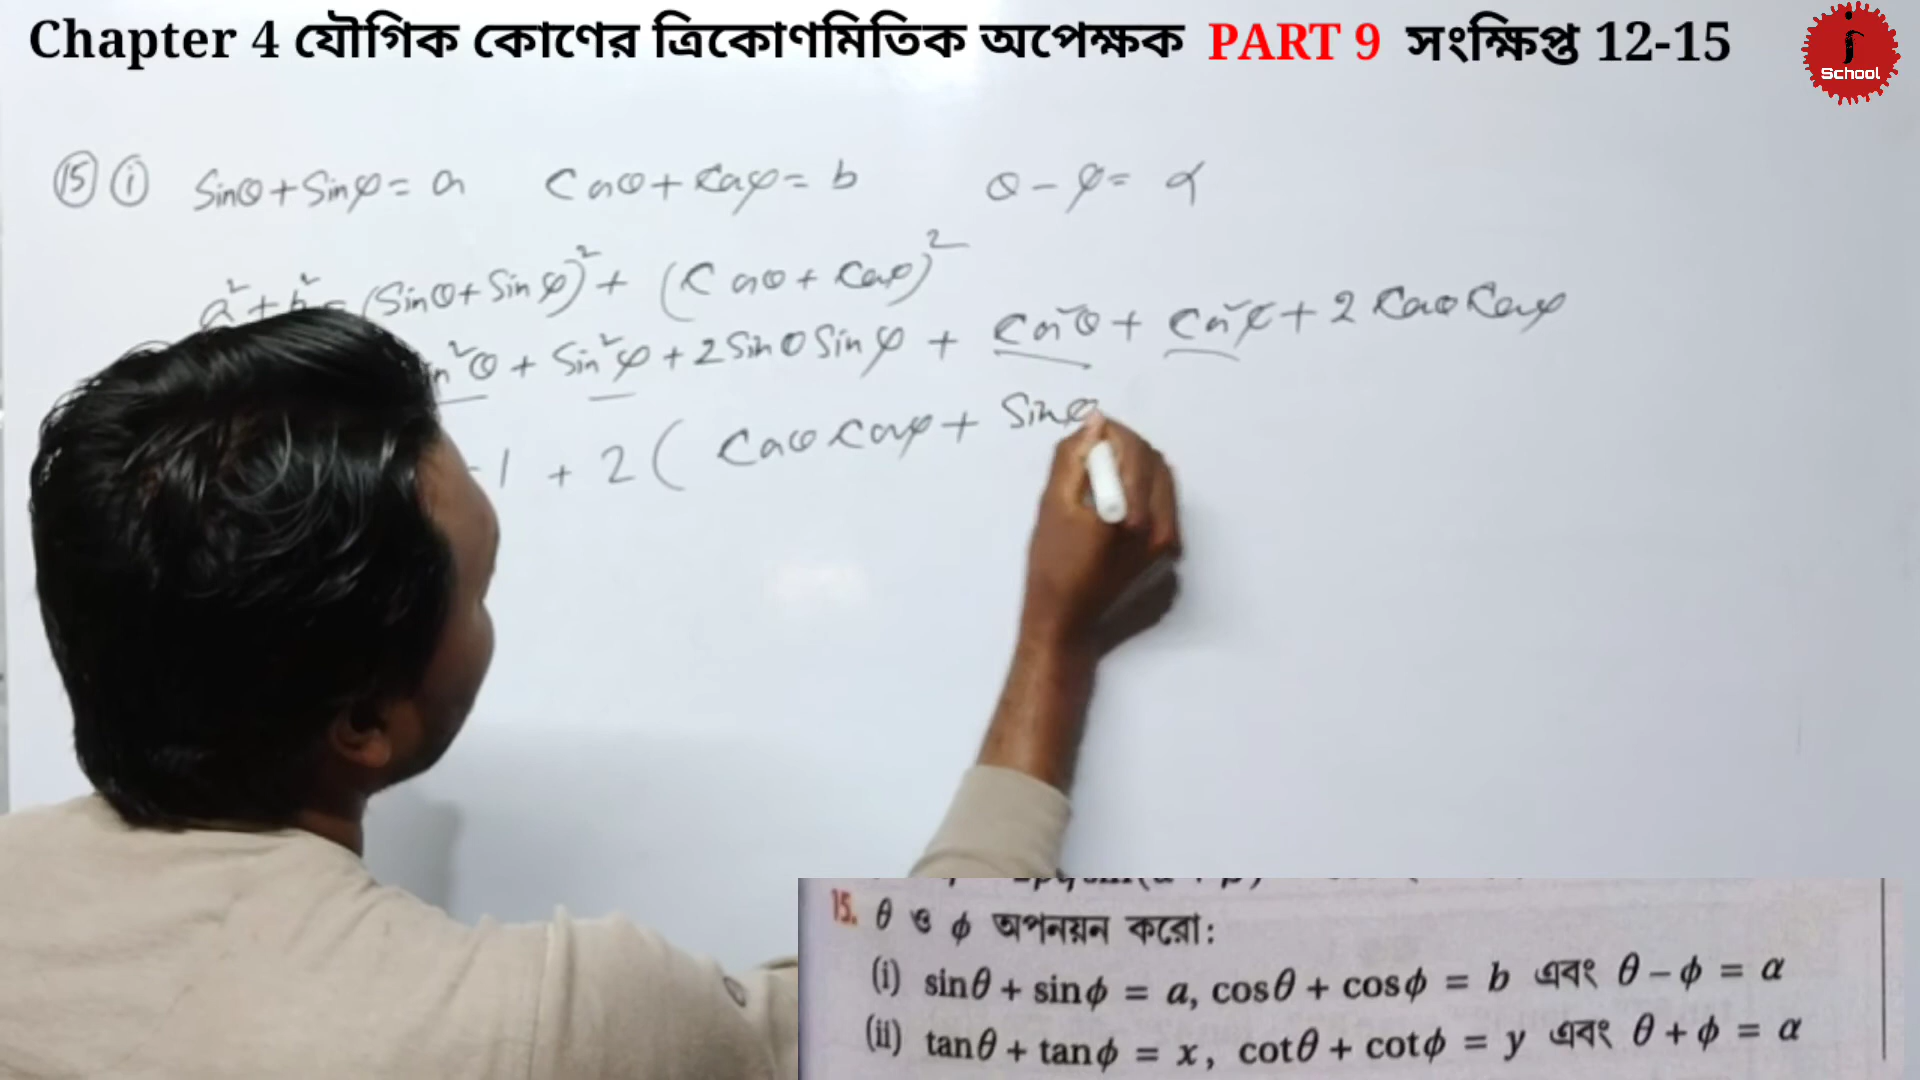 Chapter 4 যৌগিক কোণের ত্রিকোণমিতিক অপেক্ষক PART 9 সংক্ষিপ্ত 12-15
School
15 i Sinθ + Sinφ = a Cosθ + Cosφ = b θ - φ = α
a² + b² = (Sinθ + Sinφ)² + (Cosθ + Cosφ)²
θ + Sin²φ + 2 Sinθ Sinφ + Cos²θ + Cos²φ + 2 Cosθ Cosφ
1 + 2 ( Cosθ Cosφ + Sinθ
15. θ ও ϕ অপনয়ন করো:
(i) sinθ + sinϕ = a, cosθ + cosϕ = b এবং θ – ϕ = α
(ii) tanθ + tanϕ = x, cotθ + cotϕ = y এবং θ + ϕ = α